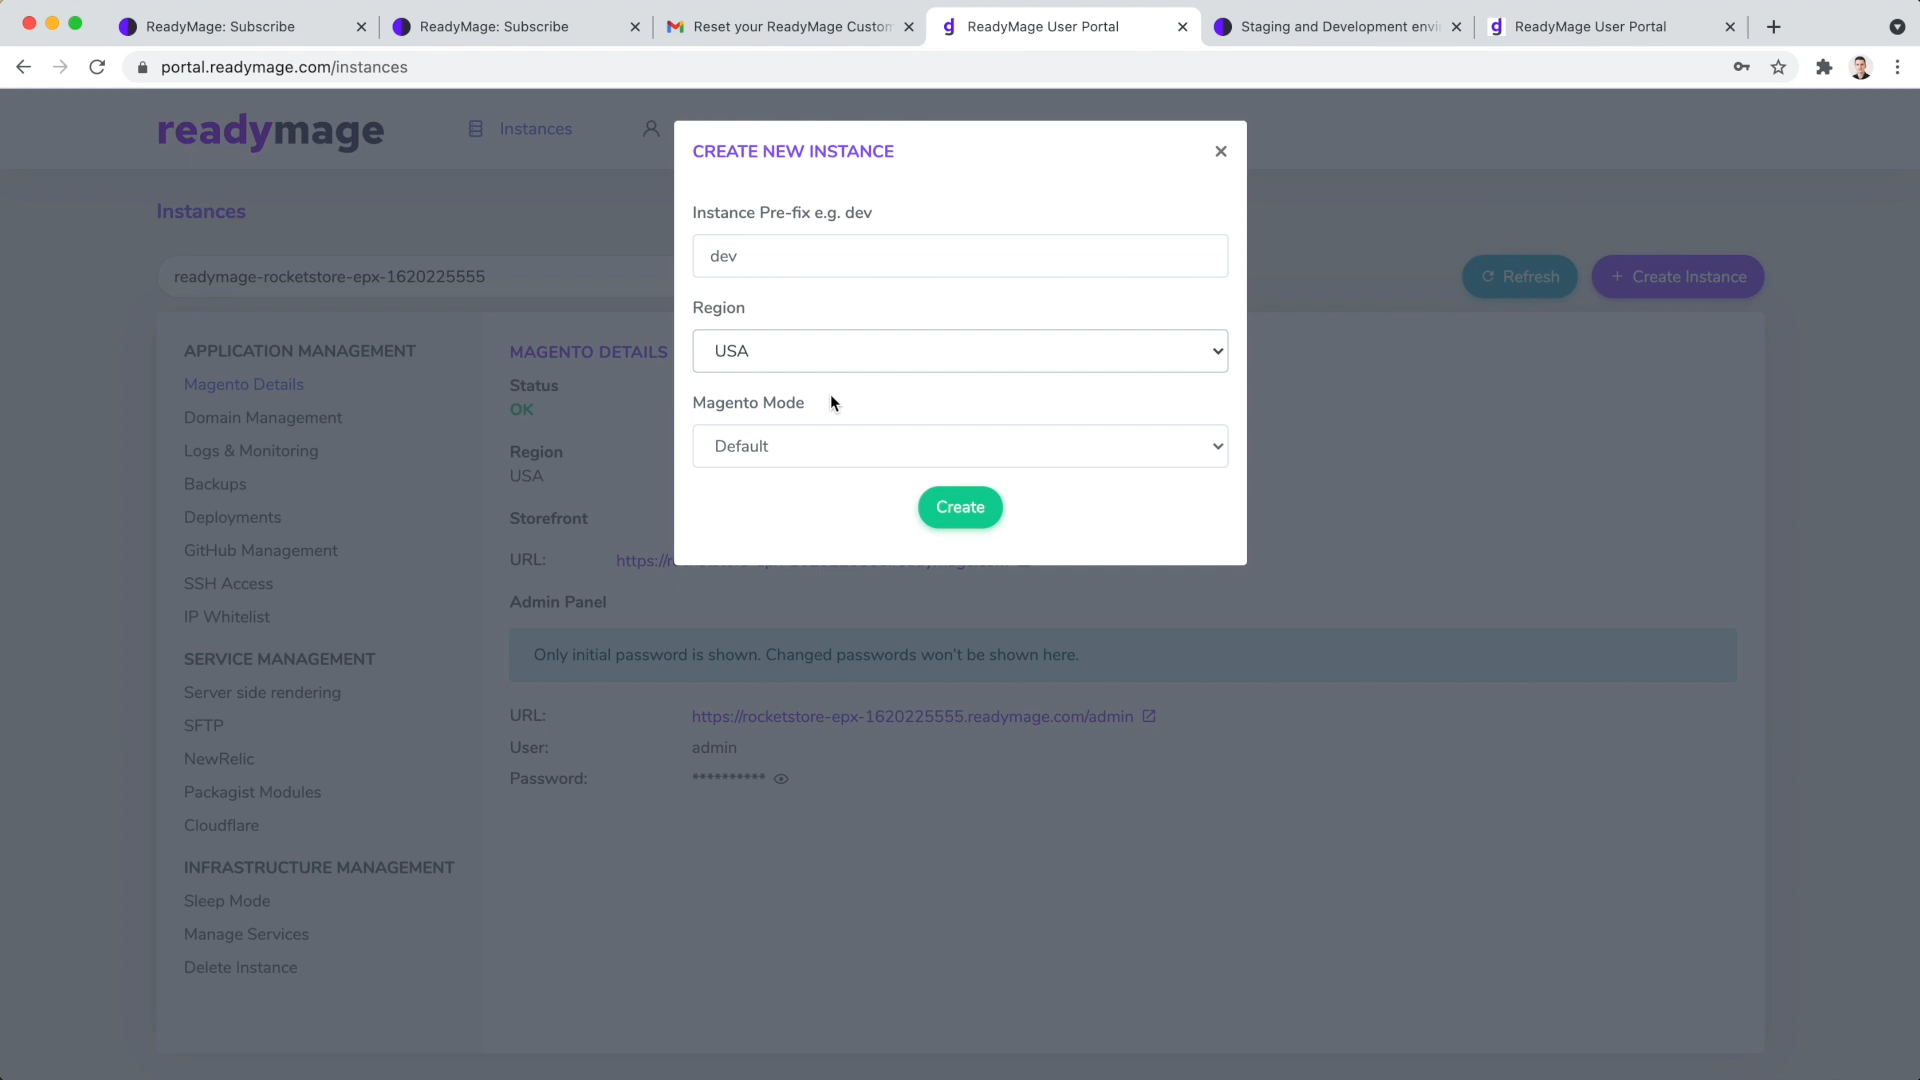 ReadyMage: Subscribe
ReadyMage: Subscribe
Reset your ReadyMage Custom
ReadyMage User Portal
Staging and Development envi
ReadyMage User Portal
portal.readymage.com/instances
readymage
Instances
CREATE NEW INSTANCE
Instance Pre-fix e.g. dev
dev
Region
USA
Magento Mode
Default
Create
Instances
readymage-rocketstore-epx-1620225555
Refresh
+ Create Instance
APPLICATION MANAGEMENT
Magento Details
Domain Management
Logs & Monitoring
Backups
Deployments
GitHub Management
SSH Access
IP Whitelist
SERVICE MANAGEMENT
Server side rendering
SFTP
NewRelic
Packagist Modules
Cloudflare
INFRASTRUCTURE MANAGEMENT
Sleep Mode
Manage Services
Delete Instance
MAGENTO DETAILS
Status
OK
Region
USA
Storefront
URL: https://r
Admin Panel
Only initial password is shown. Changed passwords won't be shown here.
URL: https://rocketstore-epx-1620225555.readymage.com/admin
User: admin
Password: **********